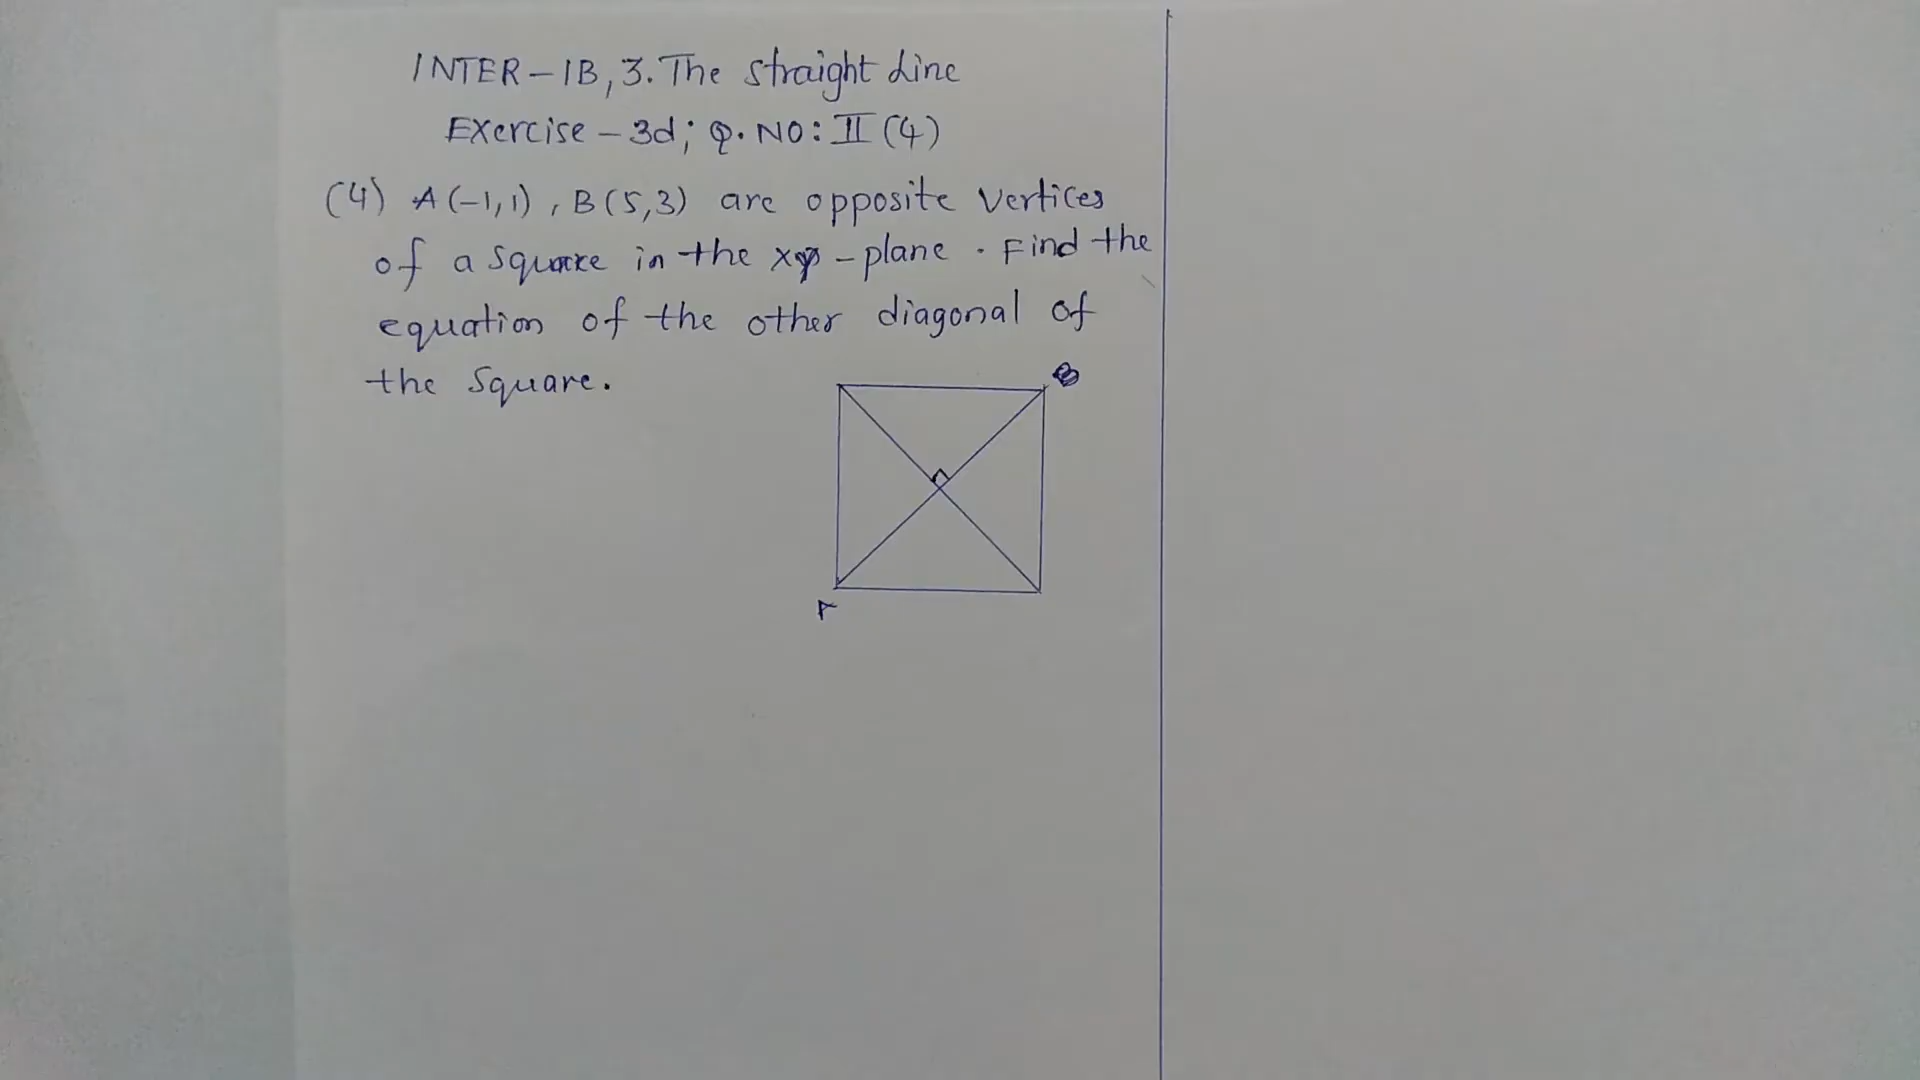 INTER-IB, 3. The straight Line
Exercise - 3d; Q. NO: II (4)
(4) A(-1,1), B(5,3) are opposite vertices
of a square in the xy-plane. Find the
equation of the other diagonal of
the square.
B
A